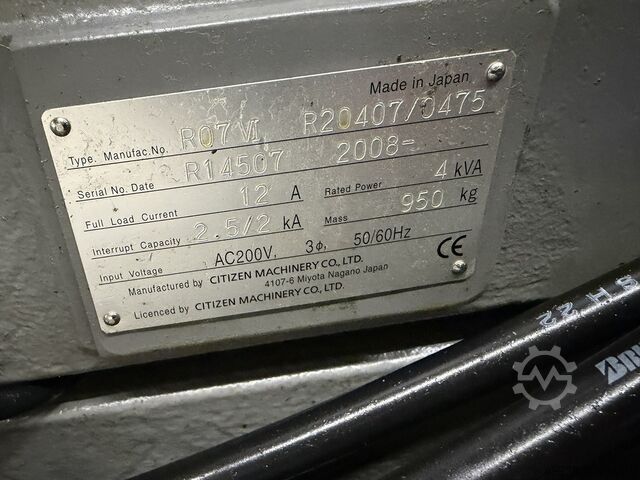 Made in Japan
Type. Manufac.No. R07VI R20407/0475
Serial No. Date R14507 2008=
Full Load Current 12 A Rated Power 4 kVA
Interrupt Capacity 2.5/2 kA Mass 950 kg
Input Voltage AC200V. 3φ, 50/60Hz
Manufactured by CITIZEN MACHINERY CO., LTD.
4107-6 Miyota Nagano Japan
Licenced by CITIZEN MACHINERY CO., LTD.
CE